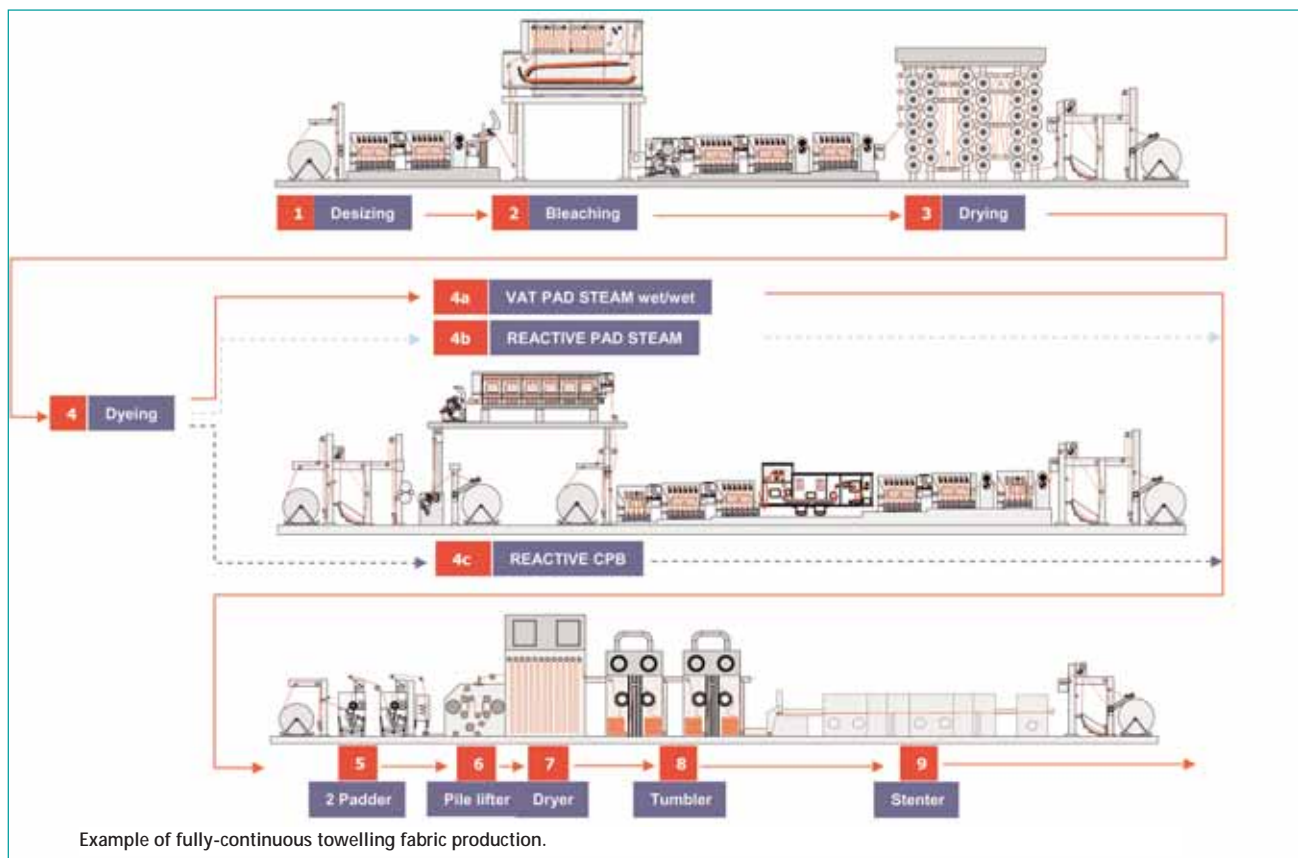 1 Desizing 2 Bleaching 3 Drying
4a VAT PAD STEAM wet/wet
4b REACTIVE PAD STEAM
4 Dyeing
4c REACTIVE CPB
5 6 7 8 9
2 Padder Pile lifter Dryer Tumbler Stenter
Example of fully-continuous towelling fabric production.